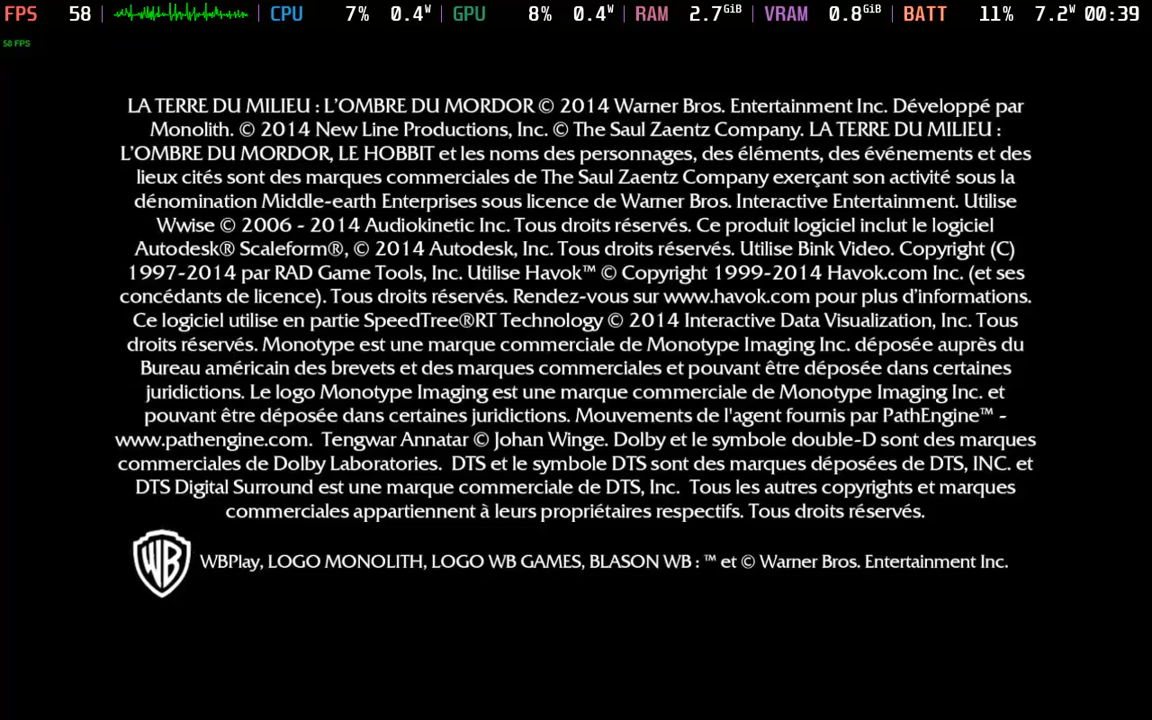 FPS 58 CPU 7% 0.4W GPU 8% 0.4W RAM 2.7GiB VRAM 0.8GiB BATT 11% 7.2W 00:39
58 FPS
LA TERRE DU MILIEU : L'OMBRE DU MORDOR © 2014 Warner Bros. Entertainment Inc. Développé par
Monolith. © 2014 New Line Productions, Inc. © The Saul Zaentz Company. LA TERRE DU MILIEU :
L'OMBRE DU MORDOR, LE HOBBIT et les noms des personnages, des éléments, des événements et des
lieux cités sont des marques commerciales de The Saul Zaentz Company exerçant son activité sous la
dénomination Middle-earth Enterprises sous licence de Warner Bros. Interactive Entertainment. Utilise
Wwise © 2006 - 2014 Audiokinetic Inc. Tous droits réservés. Ce produit logiciel inclut le logiciel
Autodesk® Scaleform®, © 2014 Autodesk, Inc. Tous droits réservés. Utilise Bink Video. Copyright (C)
1997-2014 par RAD Game Tools, Inc. Utilise Havok™ © Copyright 1999-2014 Havok.com Inc. (et ses
concédants de licence). Tous droits réservés. Rendez-vous sur www.havok.com pour plus d'informations.
Ce logiciel utilise en partie SpeedTree®RT Technology © 2014 Interactive Data Visualization, Inc. Tous
droits réservés. Monotype est une marque commerciale de Monotype Imaging Inc. déposée auprès du
Bureau américain des brevets et des marques commerciales et pouvant être déposée dans certaines
juridictions. Le logo Monotype Imaging est une marque commerciale de Monotype Imaging Inc. et
pouvant être déposée dans certaines juridictions. Mouvements de l'agent fournis par PathEngine™ -
www.pathengine.com.  Tengwar Annatar © Johan Winge. Dolby et le symbole double-D sont des marques
commerciales de Dolby Laboratories.  DTS et le symbole DTS sont des marques déposées de DTS, INC. et
DTS Digital Surround est une marque commerciale de DTS, Inc.  Tous les autres copyrights et marques
commerciales appartiennent à leurs propriétaires respectifs. Tous droits réservés.
WB WBPlay, LOGO MONOLITH, LOGO WB GAMES, BLASON WB : ™ et © Warner Bros. Entertainment Inc.